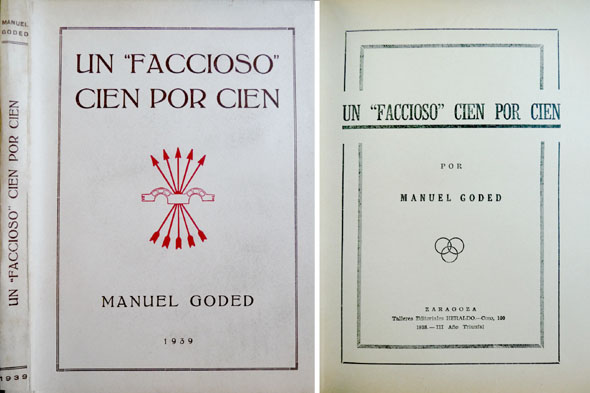 MANUEL
GODED
UN "FACCIOSO" CIEN POR CIEN
1939
UN "FACCIOSO"
CIEN POR CIEN
MANUEL GODED
1939
UN "FACCIOSO" CIEN POR CIEN
POR
MANUEL GODED
ZARAGOZA
Talleres Editoriales HERALDO.—Coso, 100
1938.—III Año Triunfal